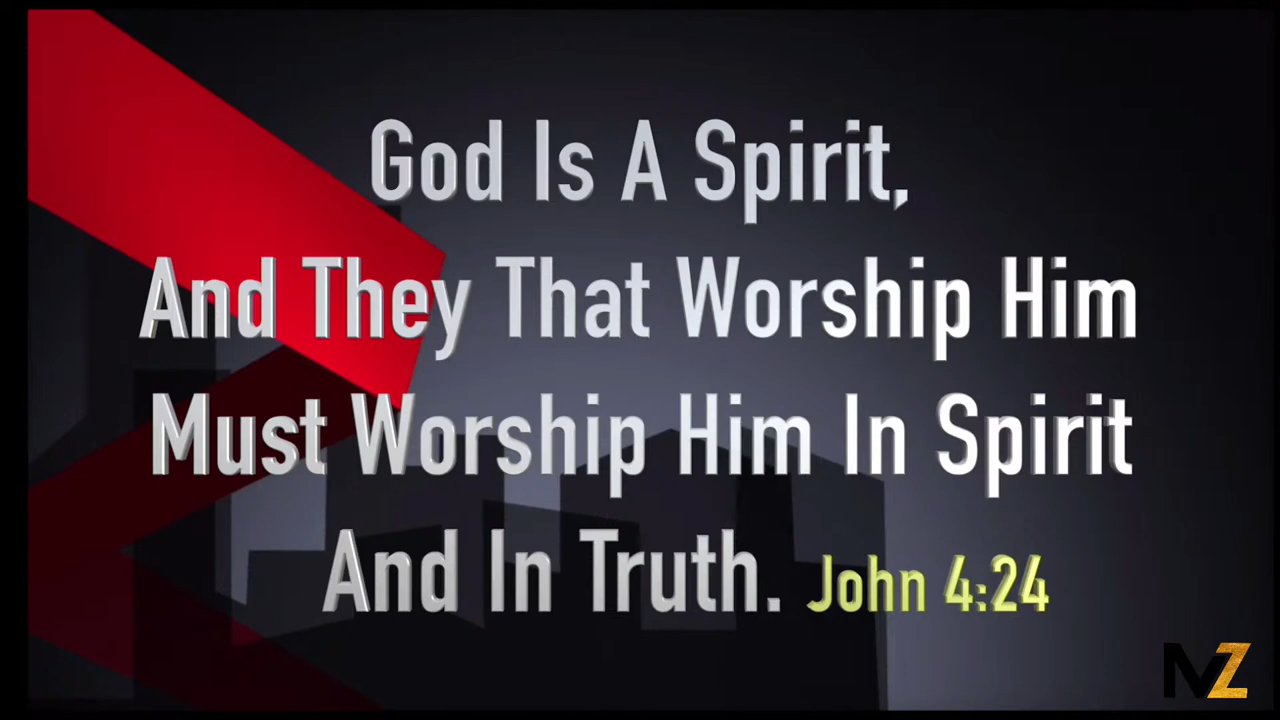 God Is A Spirit,
And They That Worship Him
Must Worship Him In Spirit
And In Truth. John 4:24
MZ